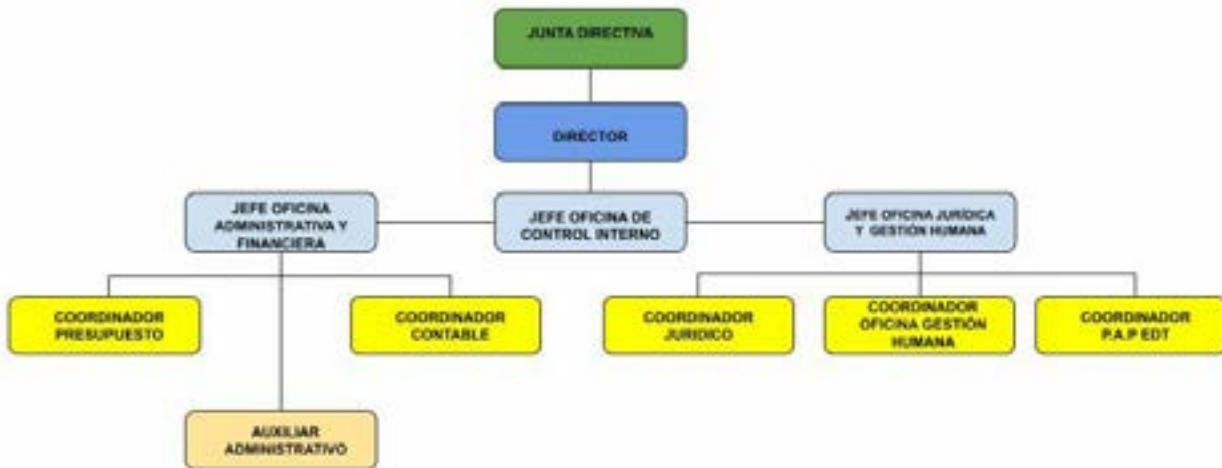 JUNTA DIRECTIVA
DIRECTOR
JEFE OFICINA
ADMINISTRATIVA Y
FINANCIERA
JEFE OFICINA DE
CONTROL INTERNO
JEFE OFICINA JURÍDICA
Y GESTIÓN HUMANA
COORDINADOR
PRESUPUESTO
COORDINADOR
CONTABLE
COORDINADOR
JURIDICO
COORDINADOR
OFICINA GESTIÓN
HUMANA
COORDINADOR
P.A.P EDT
AUXILIAR
ADMINISTRATIVO